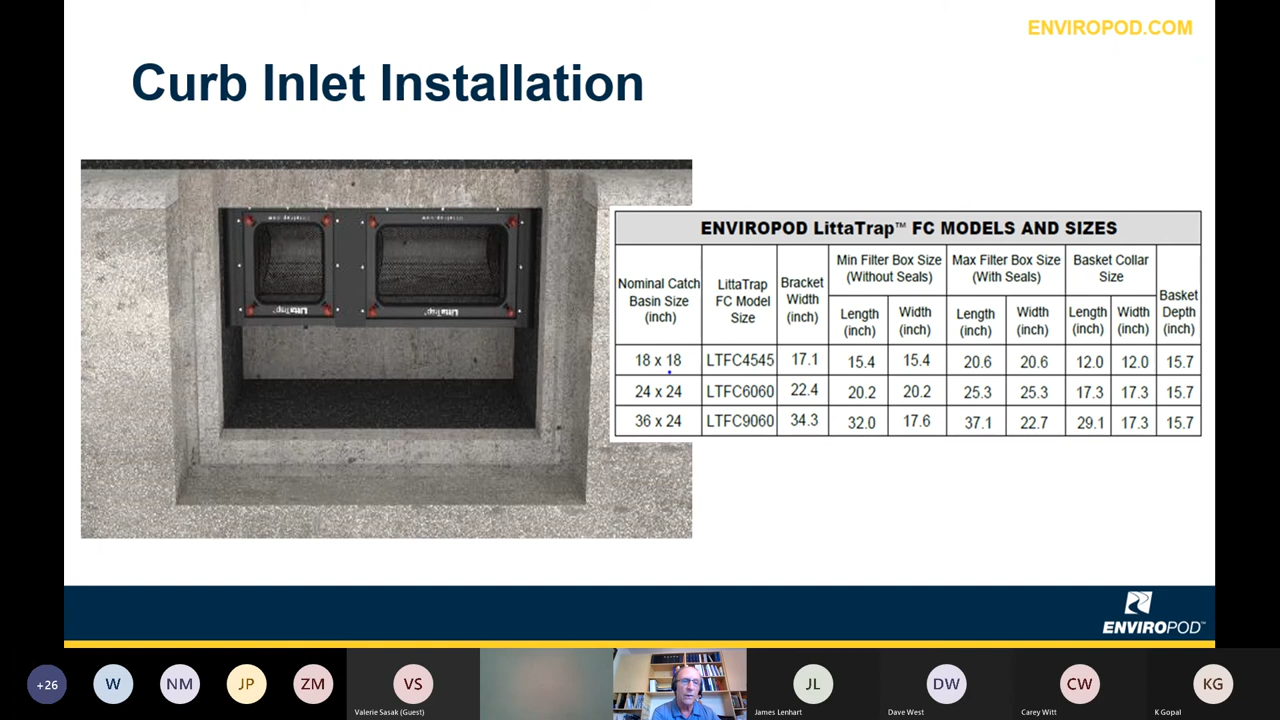 ENVIROPOD.COM
Curb Inlet Installation
ENVIROPOD LittaTrap™ FC MODELS AND SIZES
Nominal Catch Basin Size (inch)
LittaTrap FC Model Size
Bracket Width (inch)
Min Filter Box Size (Without Seals)
Max Filter Box Size (With Seals)
Basket Collar Size
Basket Depth (inch)
Length (inch) Width (inch) Length (inch) Width (inch) Length (inch) Width (inch)
18 x 18 LTFC4545 17.1 15.4 15.4 20.6 20.6 12.0 12.0 15.7
24 x 24 LTFC6060 22.4 20.2 20.2 25.3 25.3 17.3 17.3 15.7
36 x 24 LTFC9060 34.3 32.0 17.6 37.1 22.7 29.1 17.3 15.7
LittaTrap LittaTrap
ENVIROPOD™
+26 W NM JP ZM VS JL DW CW KG
Valerie Sasak (Guest) James Lenhart Dave West Carey Witt K Gopal